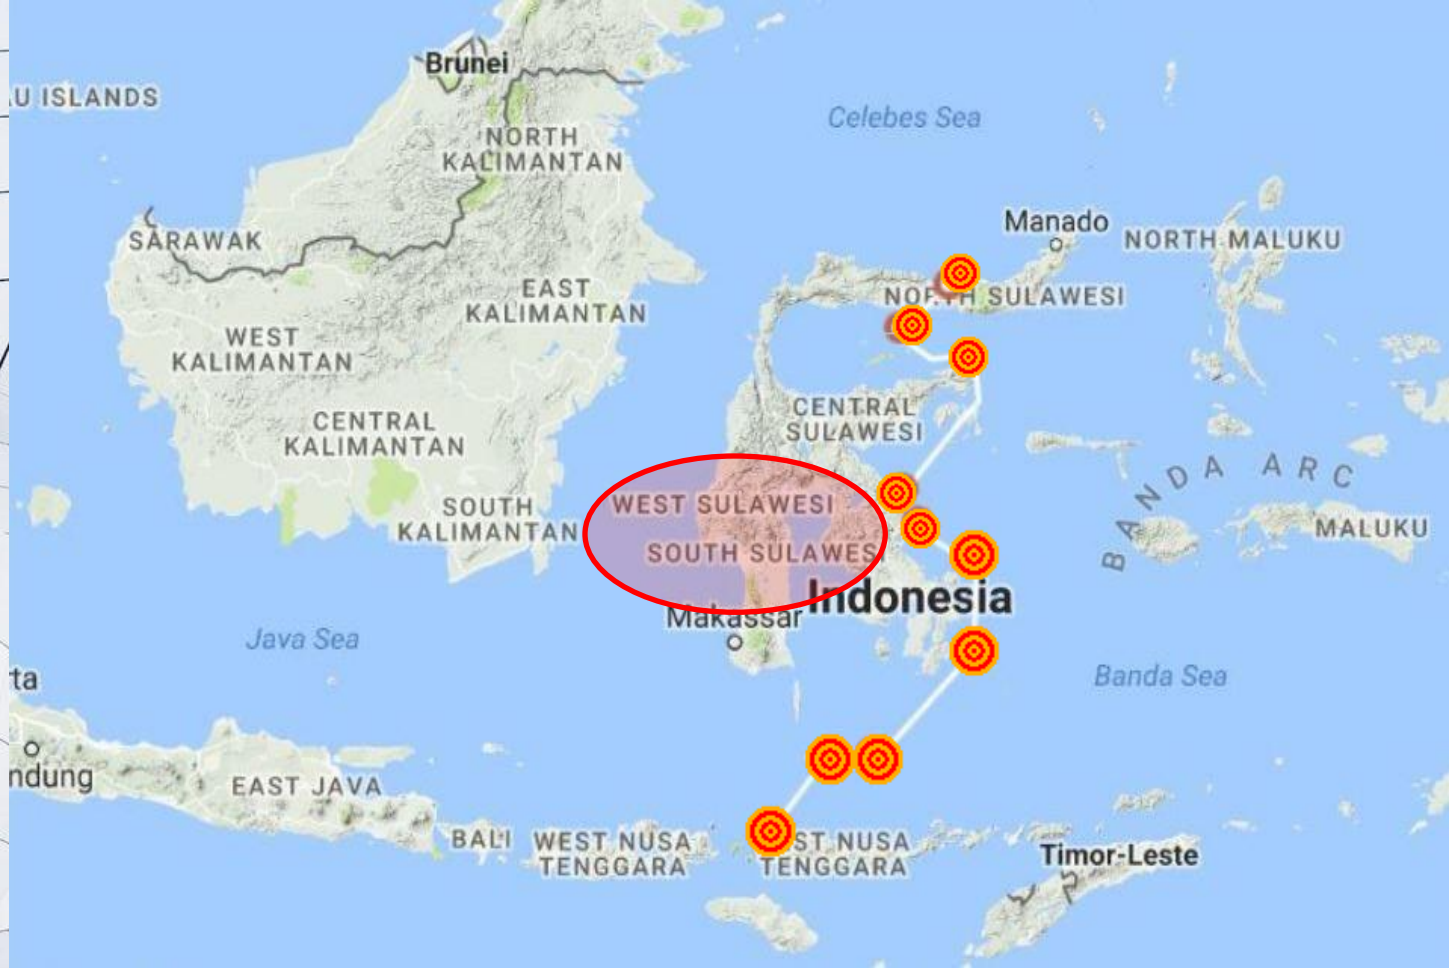 Brunei
U ISLANDS
Celebes Sea
NORTH
KALIMANTAN
Manado
SARAWAK
NORTH MALUKU
EAST
KALIMANTAN
NORTH SULAWESI
WEST
KALIMANTAN
CENTRAL
SULAWESI
CENTRAL
KALIMANTAN
BANDA ARC
WEST SULAWESI
SOUTH
KALIMANTAN
MALUKU
SOUTH SULAWES
Indonesia
Makassar
Java Sea
Banda Sea
ta
ndung
EAST JAVA
BALI
WEST NUSA
TENGGARA
ST NUSA
TENGGARA
Timor-Leste